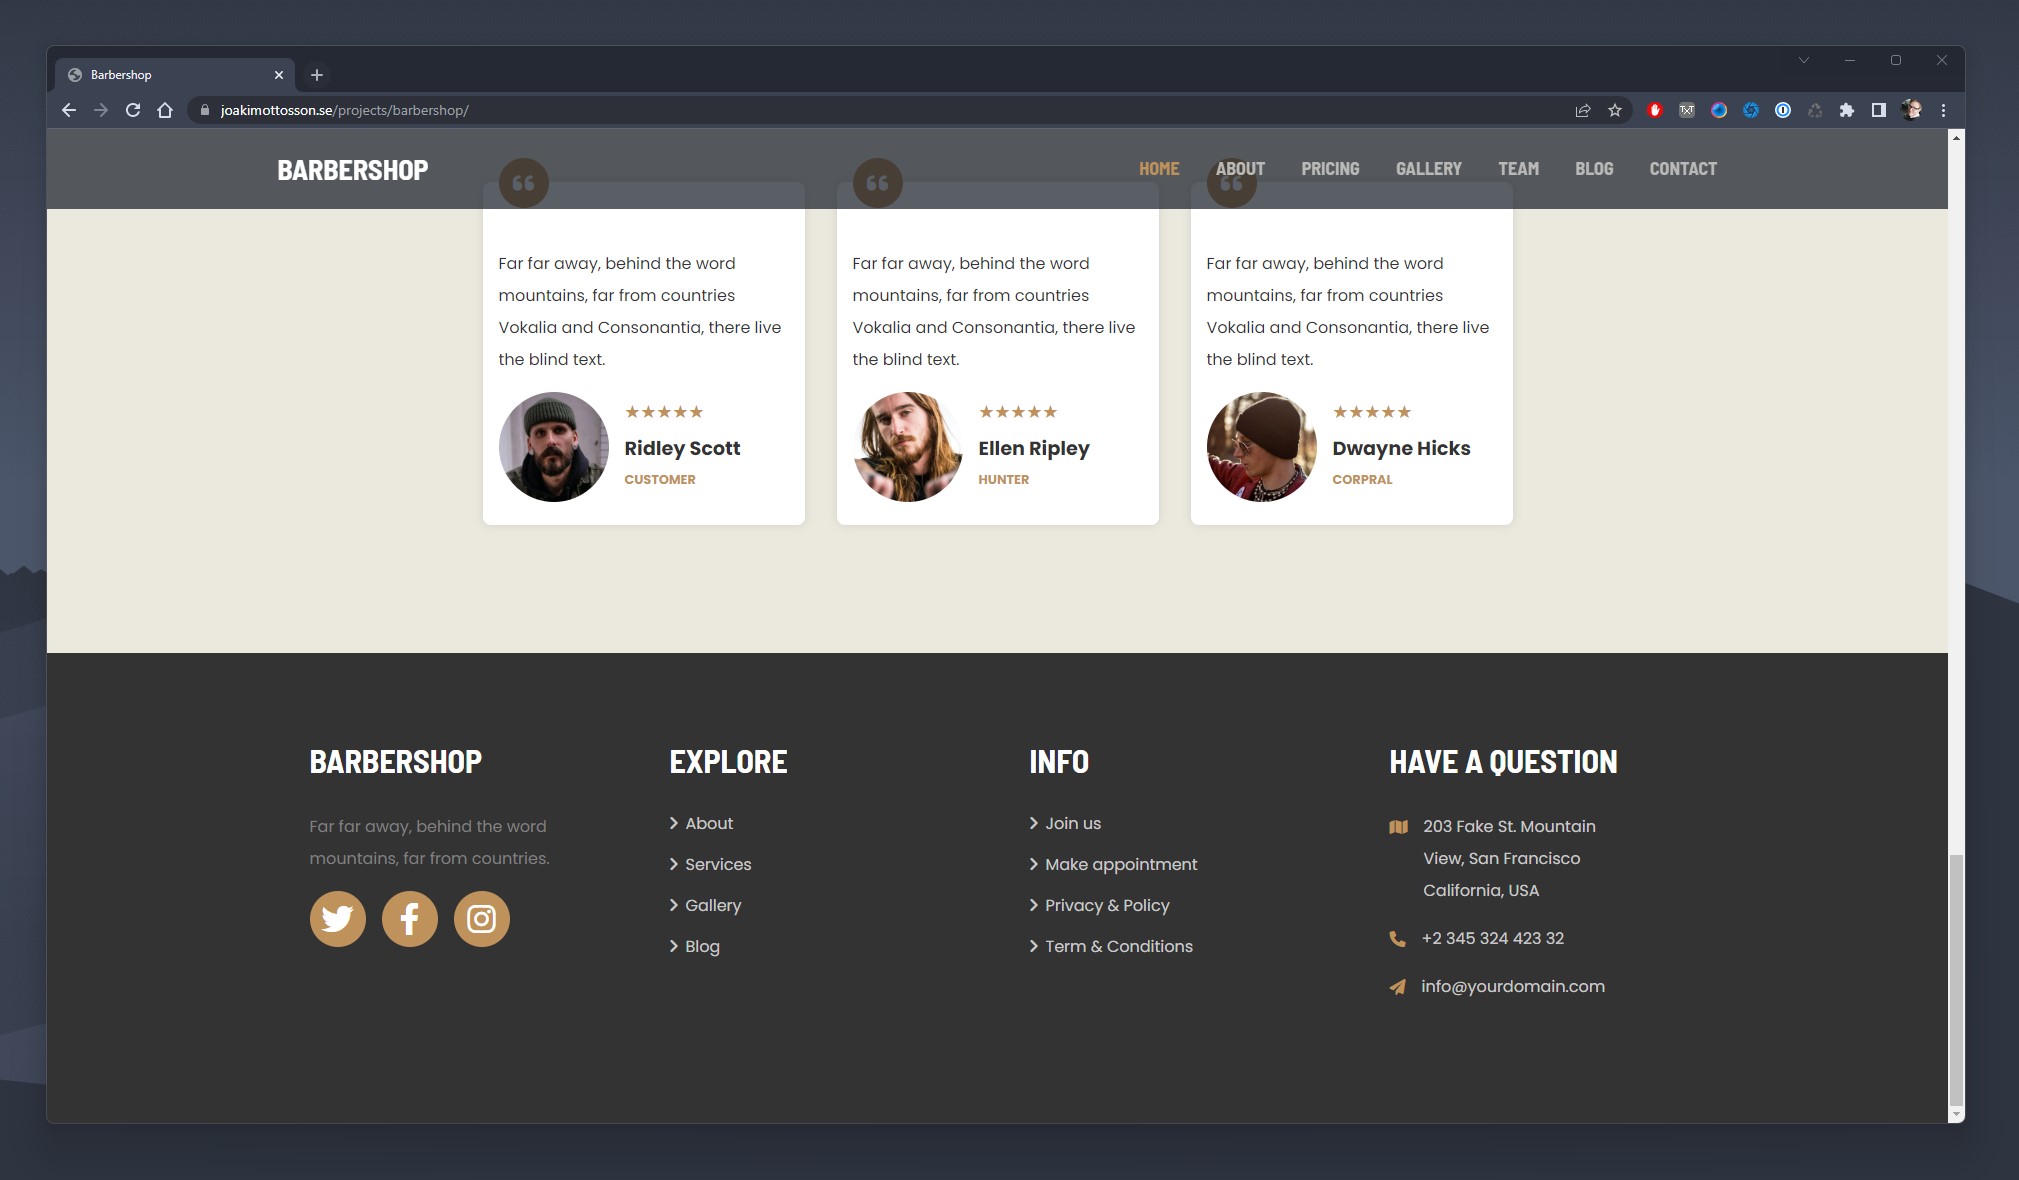 Barbershop
joakimottosson.se/projects/barbershop/
BARBERSHOP
HOME ABOUT PRICING GALLERY TEAM BLOG CONTACT
Far far away, behind the word
mountains, far from countries
Vokalia and Consonantia, there live
the blind text.
★★★★★
Ridley Scott
CUSTOMER
Far far away, behind the word
mountains, far from countries
Vokalia and Consonantia, there live
the blind text.
★★★★★
Ellen Ripley
HUNTER
Far far away, behind the word
mountains, far from countries
Vokalia and Consonantia, there live
the blind text.
★★★★★
Dwayne Hicks
CORPRAL
BARBERSHOP
Far far away, behind the word
mountains, far from countries.
EXPLORE
About
Services
Gallery
Blog
INFO
Join us
Make appointment
Privacy & Policy
Term & Conditions
HAVE A QUESTION
203 Fake St. Mountain
View, San Francisco
California, USA
+2 345 324 423 32
info@yourdomain.com